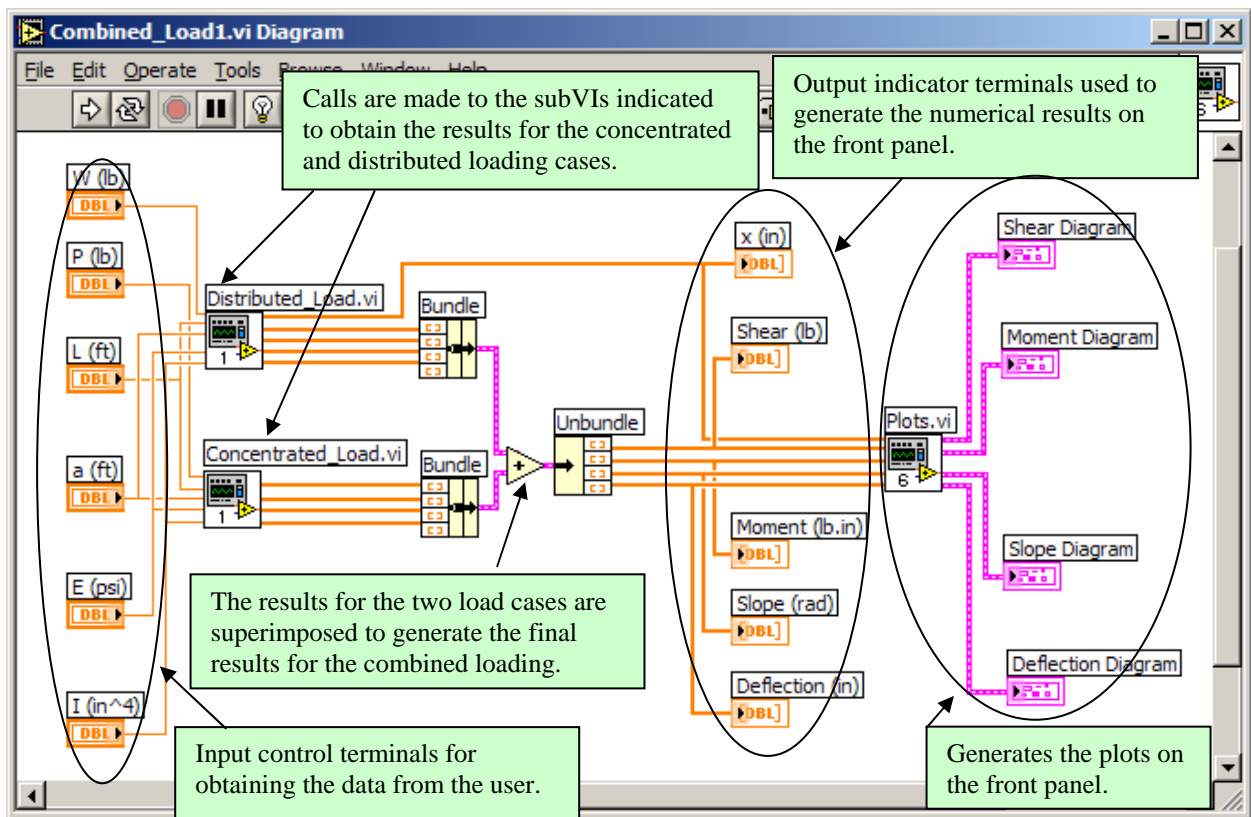 Combined_Load1.vi Diagram
File Edit Operate Tools Browse Window Help
Calls are made to the subVIs indicated
to obtain the results for the concentrated
and distributed loading cases.
Output indicator terminals used to
generate the numerical results on
the front panel.
W (lb)
DBL
P (lb)
DBL
L (ft)
DBL
a (ft)
DBL
E (psi)
DBL
I (in^4)
DBL
Distributed_Load.vi
1
Bundle
Concentrated_Load.vi
1
Bundle
Unbundle
x (in)
DBL
Shear (lb)
DBL
Moment (lb.in)
DBL
Slope (rad)
DBL
Deflection (in)
DBL
Plots.vi
6
Shear Diagram
Moment Diagram
Slope Diagram
Deflection Diagram
The results for the two load cases are
superimposed to generate the final
results for the combined loading.
Input control terminals for
obtaining the data from the user.
Generates the plots on
the front panel.